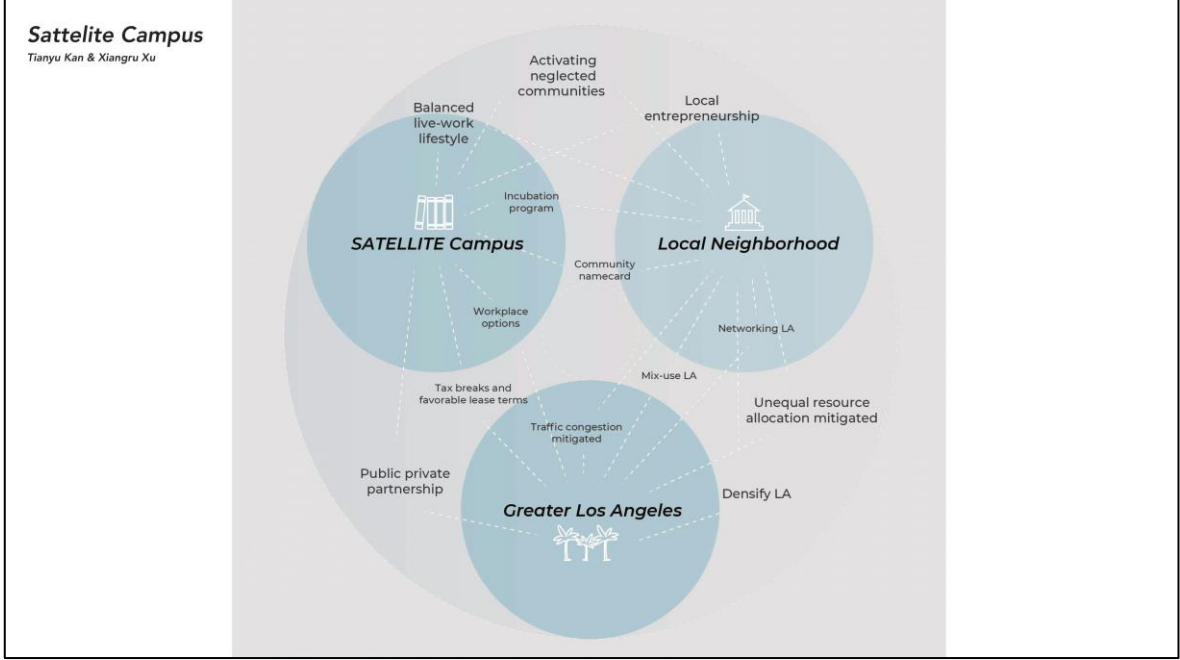 Sattelite Campus
Tianyu Kan & Xiangru Xu
Activating
neglected
communities
Balanced
live-work
lifestyle
Local
entrepreneurship
Incubation
program
SATELLITE Campus
Local Neighborhood
Community
namecard
Workplace
options
Networking LA
Mix-use LA
Tax breaks and
favorable lease terms
Unequal resource
allocation mitigated
Traffic congestion
mitigated
Public private
partnership
Densify LA
Greater Los Angeles